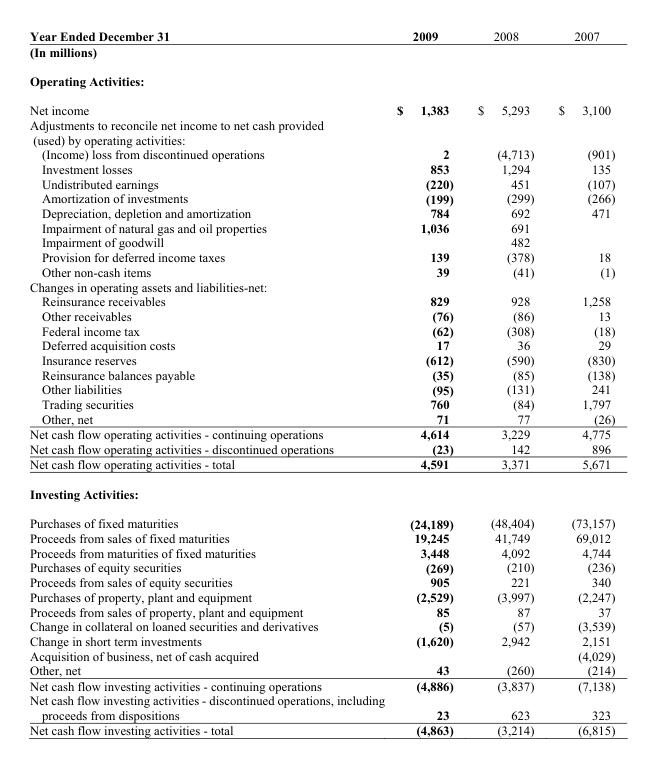 Year Ended December 31 2009 2008 2007
(In millions)
Operating Activities:
Net income $ 1,383 $ 5,293 $ 3,100
Adjustments to reconcile net income to net cash provided
(used) by operating activities:
(Income) loss from discontinued operations 2 (4,713) (901)
Investment losses 853 1,294 135
Undistributed earnings (220) 451 (107)
Amortization of investments (199) (299) (266)
Depreciation, depletion and amortization 784 692 471
Impairment of natural gas and oil properties 1,036 691
Impairment of goodwill 482
Provision for deferred income taxes 139 (378) 18
Other non-cash items 39 (41) (1)
Changes in operating assets and liabilities-net:
Reinsurance receivables 829 928 1,258
Other receivables (76) (86) 13
Federal income tax (62) (308) (18)
Deferred acquisition costs 17 36 29
Insurance reserves (612) (590) (830)
Reinsurance balances payable (35) (85) (138)
Other liabilities (95) (131) 241
Trading securities 760 (84) 1,797
Other, net 71 77 (26)
Net cash flow operating activities - continuing operations 4,614 3,229 4,775
Net cash flow operating activities - discontinued operations (23) 142 896
Net cash flow operating activities - total 4,591 3,371 5,671
Investing Activities:
Purchases of fixed maturities (24,189) (48,404) (73,157)
Proceeds from sales of fixed maturities 19,245 41,749 69,012
Proceeds from maturities of fixed maturities 3,448 4,092 4,744
Purchases of equity securities (269) (210) (236)
Proceeds from sales of equity securities 905 221 340
Purchases of property, plant and equipment (2,529) (3,997) (2,247)
Proceeds from sales of property, plant and equipment 85 87 37
Change in collateral on loaned securities and derivatives (5) (57) (3,539)
Change in short term investments (1,620) 2,942 2,151
Acquisition of business, net of cash acquired (4,029)
Other, net 43 (260) (214)
Net cash flow investing activities - continuing operations (4,886) (3,837) (7,138)
Net cash flow investing activities - discontinued operations, including
proceeds from dispositions 23 623 323
Net cash flow investing activities - total (4,863) (3,214) (6,815)